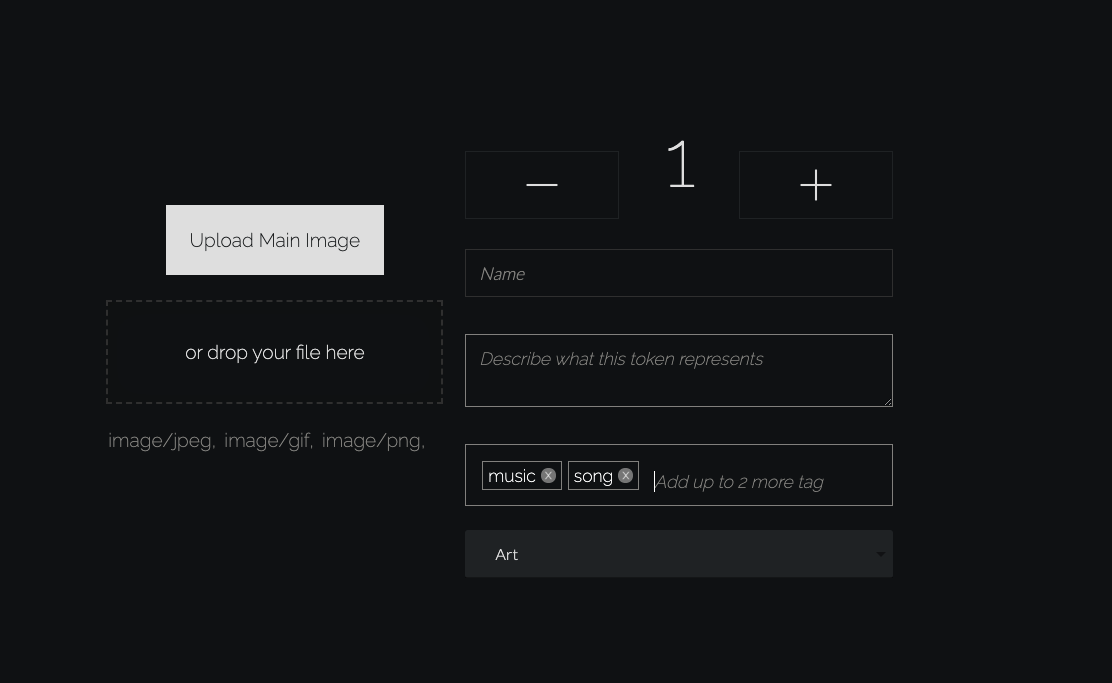 1
Upload Main Image
Name
or drop your file here
Describe what this token represents
image/jpeg, image/gif, image/png,
music x song x Add up to 2 more tag
Art